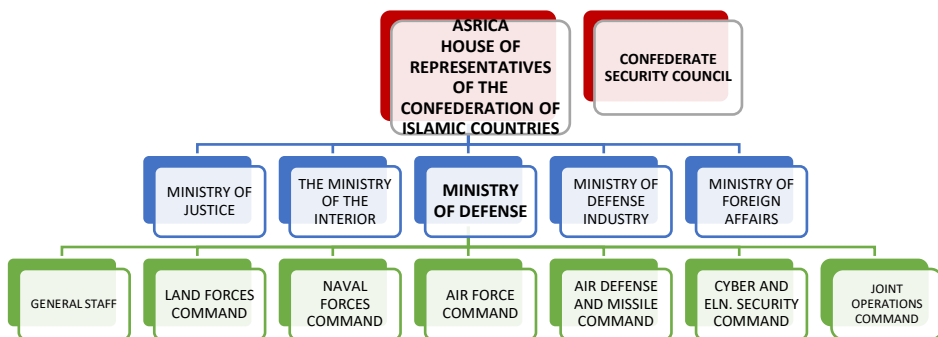 ASRICA
HOUSE OF
REPRESENTATIVES
OF THE
CONFEDERATION OF
ISLAMIC COUNTRIES
CONFEDERATE
SECURITY COUNCIL
MINISTRY OF
JUSTICE
THE MINISTRY
OF THE
INTERIOR
MINISTRY
OF DEFENSE
MINISTRY OF
DEFENSE
INDUSTRY
MINISTRY OF
FOREIGN
AFFAIRS
GENERAL STAFF
LAND FORCES
COMMAND
NAVAL
FORCES
COMMAND
AIR FORCE
COMMAND
AIR DEFENSE
AND MISSILE
COMMAND
CYBER AND
ELN. SECURITY
COMMAND
JOINT
OPERATIONS
COMMAND